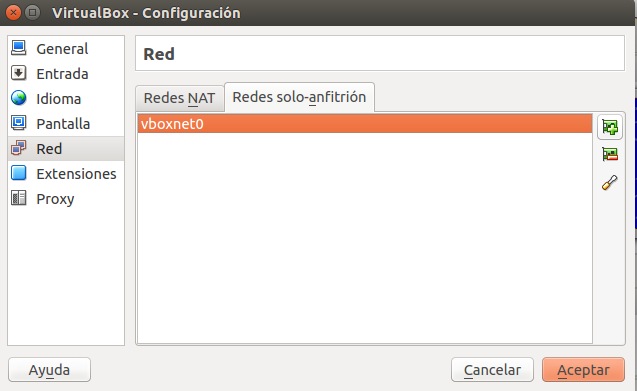 VirtualBox - Configuración
General
Entrada
Idioma
Pantalla
Red
Extensiones
Proxy
Red
Redes NAT Redes solo-anfitrión
vboxnet0
Ayuda Cancelar Aceptar